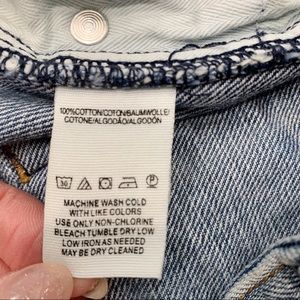 100%COTTON/COTON/BAUMWOLLE/
COTONE/ALGODÃO/ALGODÓN
30 P
MACHINE WASH COLD
WITH LIKE COLORS
USE ONLY NON-CHLORINE
BLEACH TUMBLE DRY LOW
LOW IRON AS NEEDED
MAY BE DRY CLEANED